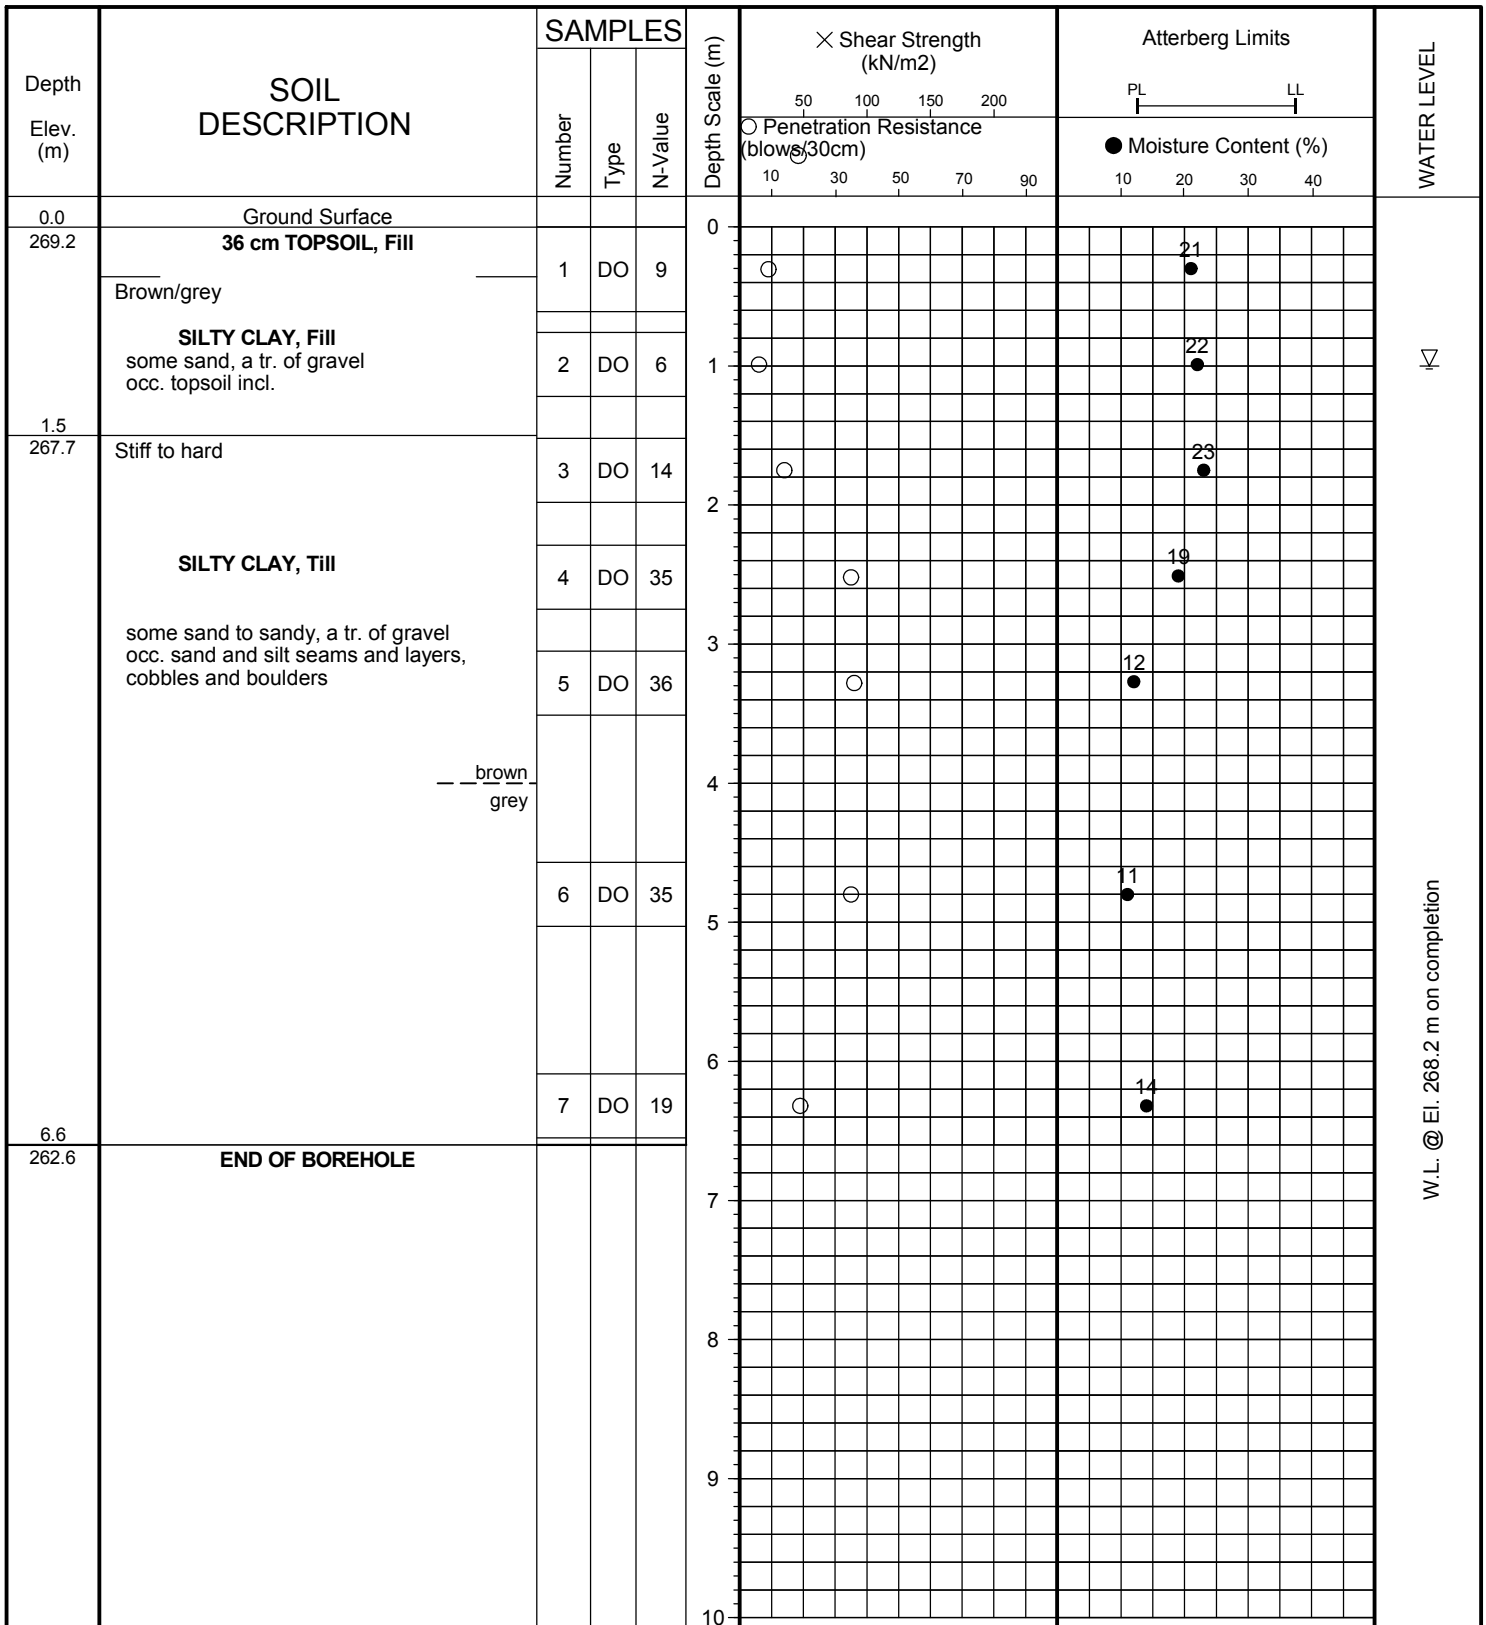 SAMPLES
Depth
Elev.
(m)
SOIL
DESCRIPTION
Number
Type
N-Value
Depth Scale (m)
× Shear Strength
(kN/m2)
50 100 150 200
Penetration Resistance
(blows/30cm)
10 30 50 70 90
Atterberg Limits
PL LL
Moisture Content (%)
10 20 30 40
WATER LEVEL
0.0 Ground Surface
0
269.2 36 cm TOPSOIL, Fill
21
1 DO 9
Brown/grey
SILTY CLAY, Fill
22
some sand, a tr. of gravel
2 DO 6 1
occ. topsoil incl.
1.5
267.7 Stiff to hard
23
3 DO 14
2
19
SILTY CLAY, Till
4 DO 35
some sand to sandy, a tr. of gravel
3
occ. sand and silt seams and layers,
12
cobbles and boulders
5 DO 36
brown
4
grey
11
6 DO 35
5
6
14
7 DO 19
6.6
262.6 END OF BOREHOLE
7
8
9
10
W.L. @ El. 268.2 m on completion